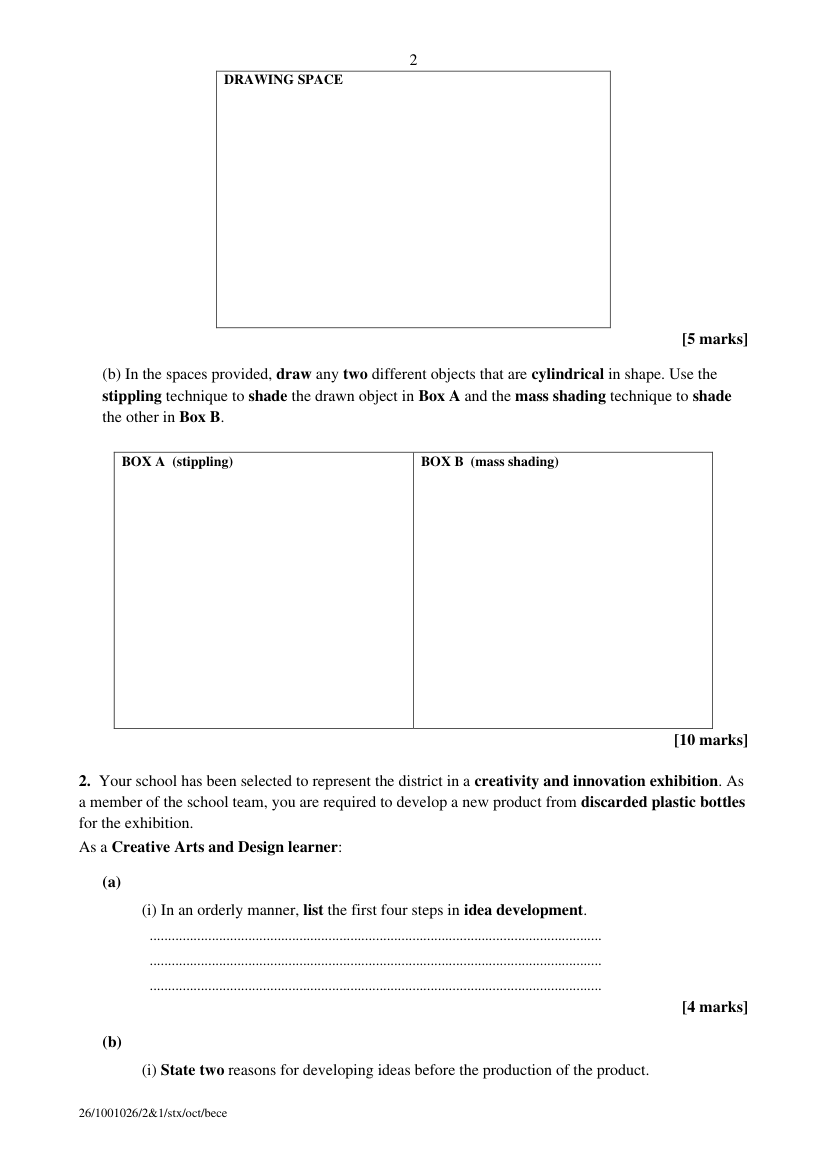 2
DRAWING SPACE
[5 marks]
(b) In the spaces provided, draw any two different objects that are cylindrical in shape. Use the
stippling technique to shade the drawn object in Box A and the mass shading technique to shade
the other in Box B.
BOX A (stippling)
BOX B (mass shading)
[10 marks]
2. Your school has been selected to represent the district in a creativity and innovation exhibition. As
a member of the school team, you are required to develop a new product from discarded plastic bottles
for the exhibition.
As a Creative Arts and Design learner:
(a)
(i) In an orderly manner, list the first four steps in idea development.
..........................................................................................................................
..........................................................................................................................
..........................................................................................................................
[4 marks]
(b)
(i) State two reasons for developing ideas before the production of the product.
26/1001026/2&1/stx/oct/bece